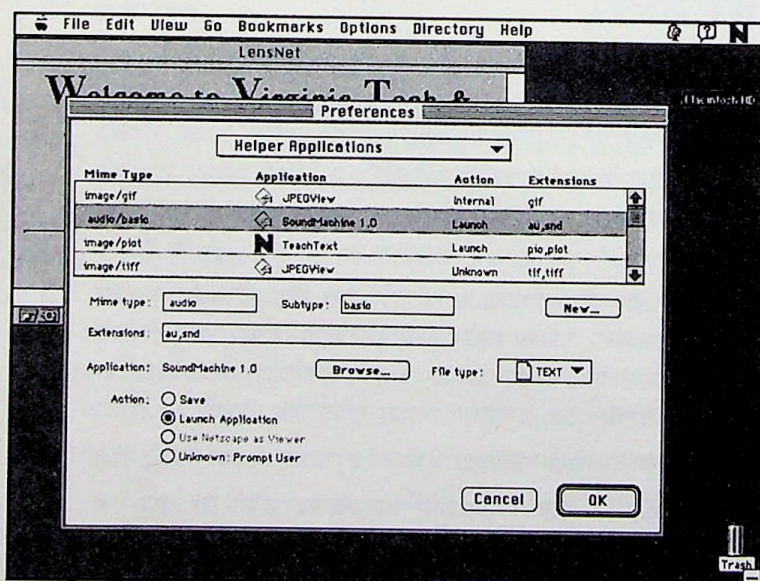 File Edit View Go Bookmarks Options Directory Help
LensNet
Welcome to Virginia Tech &
Macintosh HD
Preferences
Helper Applications
Mime Type Application Action Extensions
image/gif JPEGView Internal gif
audio/basic SoundMachine 1.0 Launch au,snd
image/pict TeachText Launch pic,pict
image/tiff JPEGView Unknown tif,tiff
Mime type: audio Subtype: basic New...
Extensions: au,snd
Application: SoundMachine 1.0 Browse... File type: TEXT
Action: Save
Launch Application
Use Netscape as Viewer
Unknown: Prompt User
Cancel OK
Trash